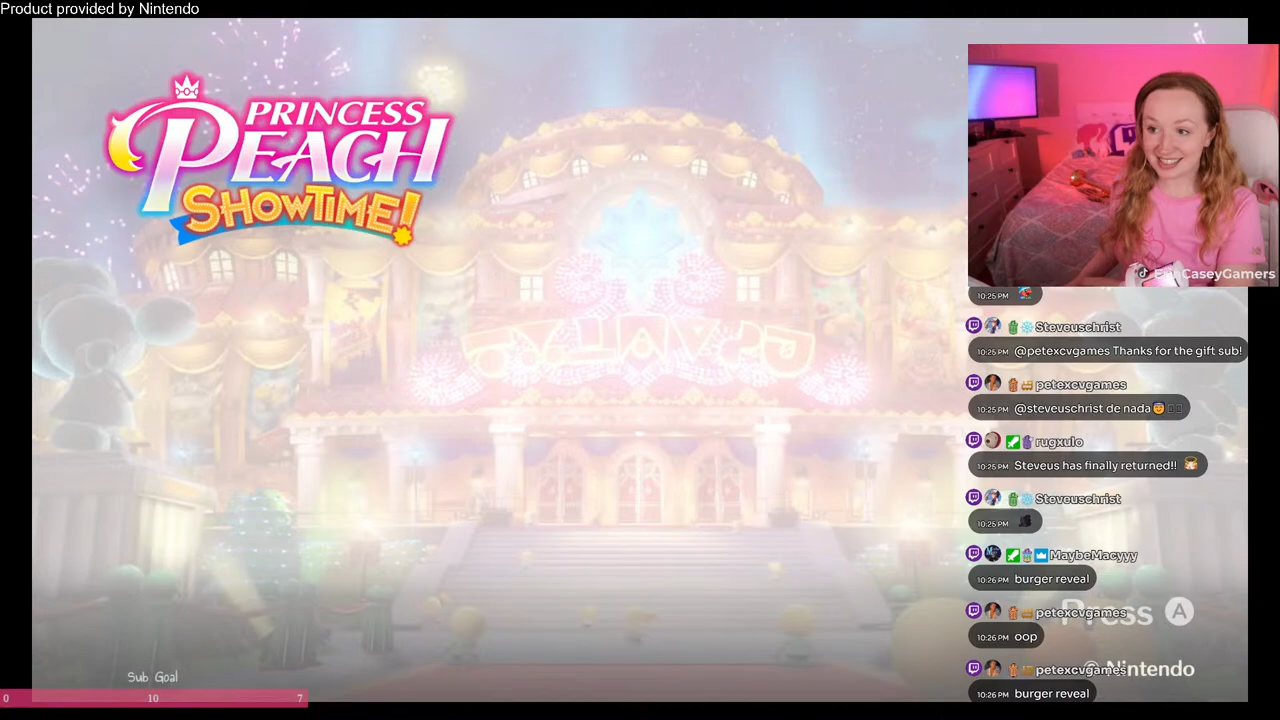 Product provided by Nintendo
PRINCESS
PEACH
SHOWTIME!
CaseyGamers
10:25 PM
Steveuschrist
10:25 PM @petexcvgames Thanks for the gift sub!
petexcvgames
10:25 PM @steveuschrist de nada
rugxulo
10:25 PM Steveus has finally returned!!
Steveuschrist
10:25 PM
MaybeMacyyy
10:26 PM burger reveal
petexcvgames
Press A
10:26 PM oop
petexcvgames
© Nintendo
10:26 PM burger reveal
Sub Goal
0 10 7